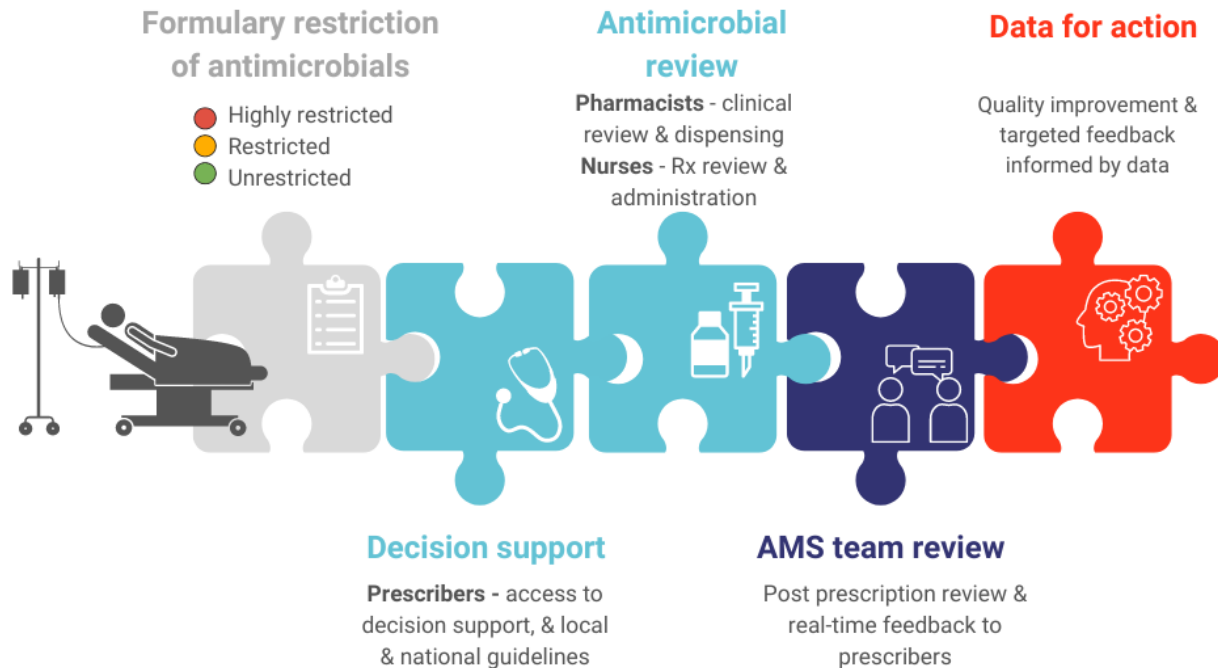 Formulary restriction
of antimicrobials
Highly restricted
Restricted
Unrestricted
Antimicrobial
review
Pharmacists - clinical
review & dispensing
Nurses - Rx review &
administration
Data for action
Quality improvement &
targeted feedback
informed by data
Decision support
Prescribers - access to
decision support, & local
& national guidelines
AMS team review
Post prescription review &
real-time feedback to
prescribers